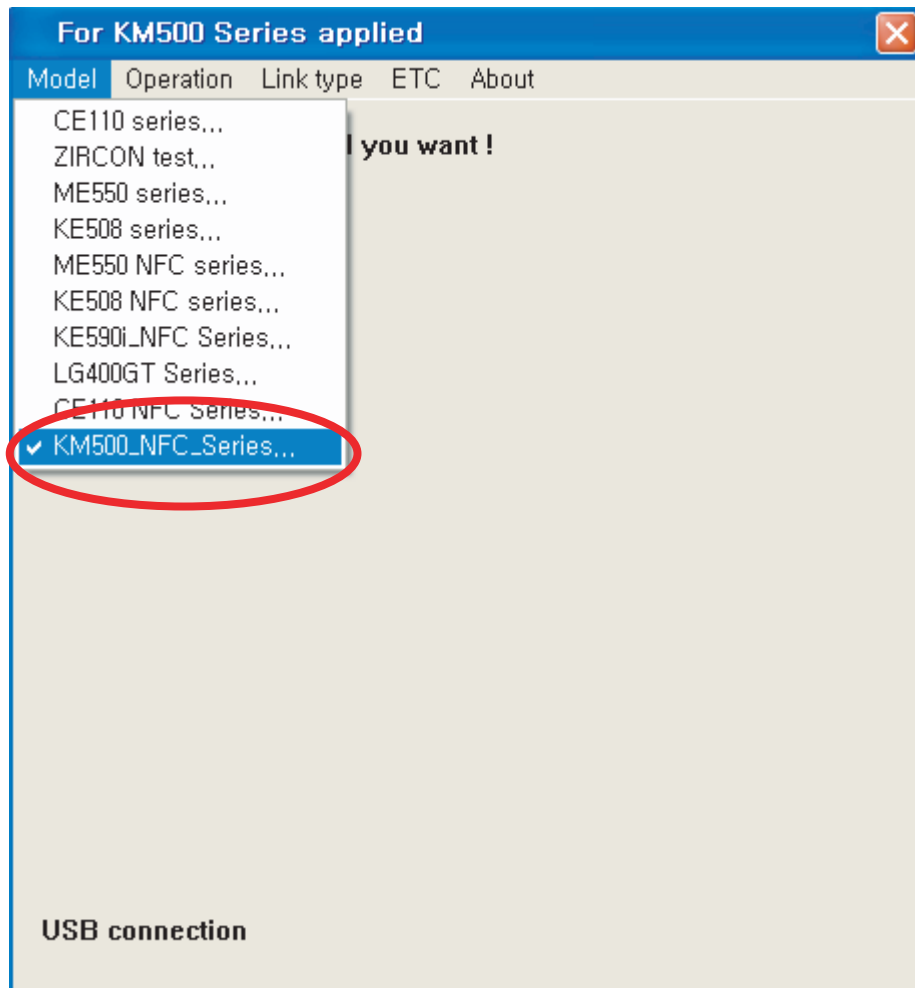 For KM500 Series applied
Model Operation Link type ETC About
CE110 series,,,
ZIRCON test,,,
you want !
ME550 series,,,
KE508 series,,,
ME550 NFC series,,,
KE508 NFC series,,,
KE590i_NFC Series,,,
LG400GT Series,,,
CE110 NFC Series,,,
KM500_NFC_Series,,,
USB connection